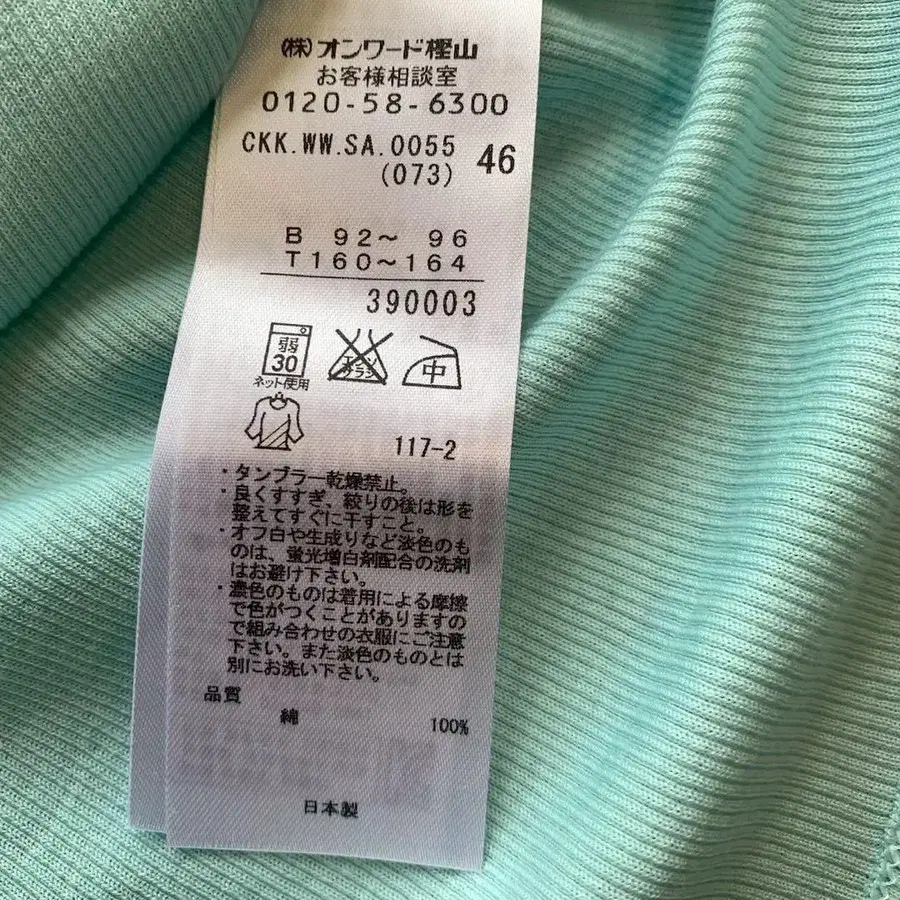 (株)オンワード樫山
お客様相談室
0120-58-6300
CKK.WW.SA.0055
(073)
46
B 92～ 96
T160～164
390003
弱
30
ネット使用
エンソ
サラシ
中
117-2
・タンブラー乾燥禁止。
・良くすすぎ、絞りの後は形を
整えてすぐに干すこと。
・オフ白や生成りなど淡色のも
のは、蛍光増白剤配合の洗剤
はお避け下さい。
・濃色のものは着用による摩擦
で色がつくことがありますの
で組み合わせの衣服にご注意
下さい。また淡色のものとは
別にお洗い下さい。
品質
綿 100%
日本製